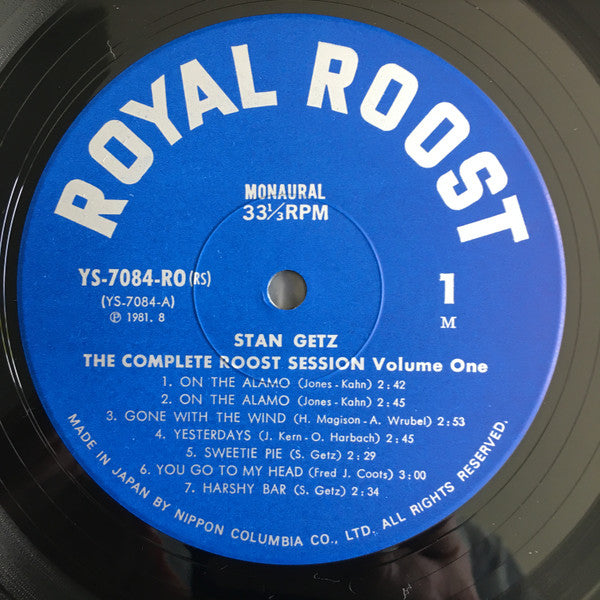 ROYAL ROOST
MONAURAL
33⅓RPM
YS-7084-RO(RS)
(YS-7084-A)
℗ 1981. 8
1
M
STAN GETZ
THE COMPLETE ROOST SESSION Volume One
1. ON THE ALAMO (Jones-Kahn) 2:42
2. ON THE ALAMO (Jones-Kahn) 2:45
3. GONE WITH THE WIND (H. Magison-A. Wrubel) 2:53
4. YESTERDAYS (J. Kern-O. Harbach) 2:45
5. SWEETIE PIE (S. Getz) 2:29
6. YOU GO TO MY HEAD (Fred J. Coots) 3:00
7. HARSHY BAR (S. Getz) 2:34
MADE IN JAPAN BY NIPPON COLUMBIA CO., LTD. ALL RIGHTS RESERVED.